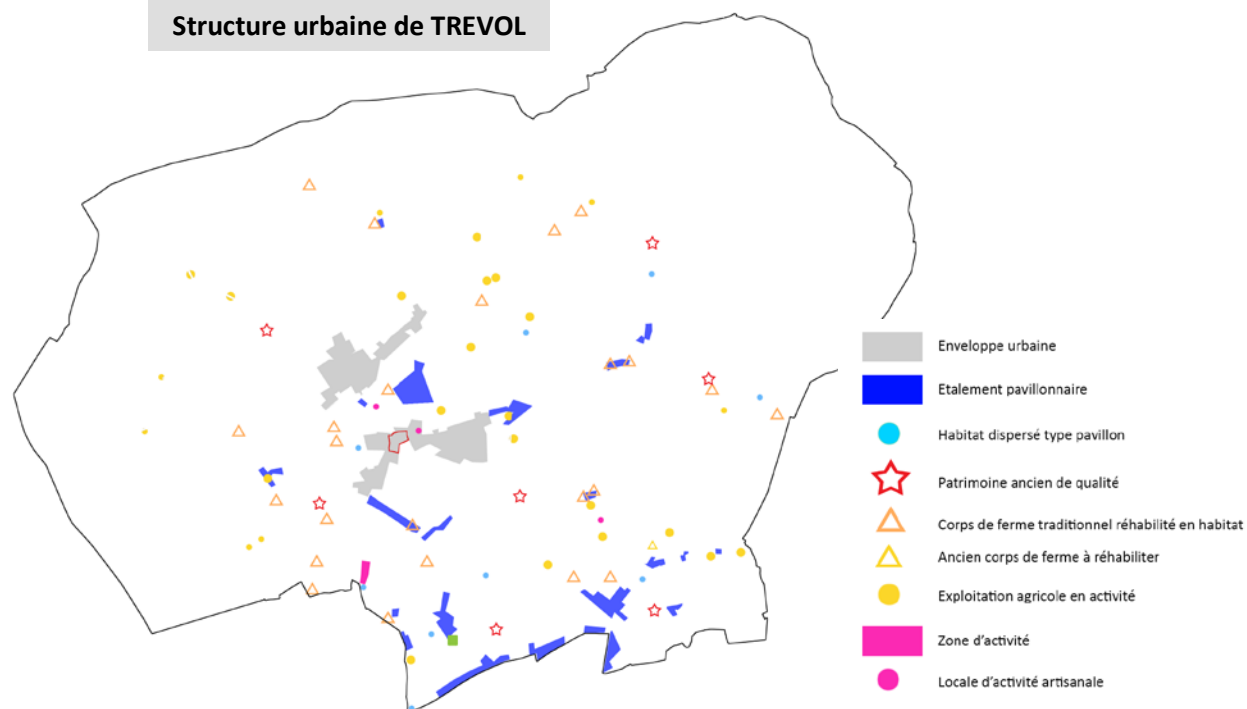 Structure urbaine de TREVOL
Enveloppe urbaine
Etalement pavillonnaire
Habitat dispersé type pavillon
Patrimoine ancien de qualité
Corps de ferme traditionnel réhabilité en habitat
Ancien corps de ferme à réhabiliter
Exploitation agricole en activité
Zone d'activité
Locale d'activité artisanale